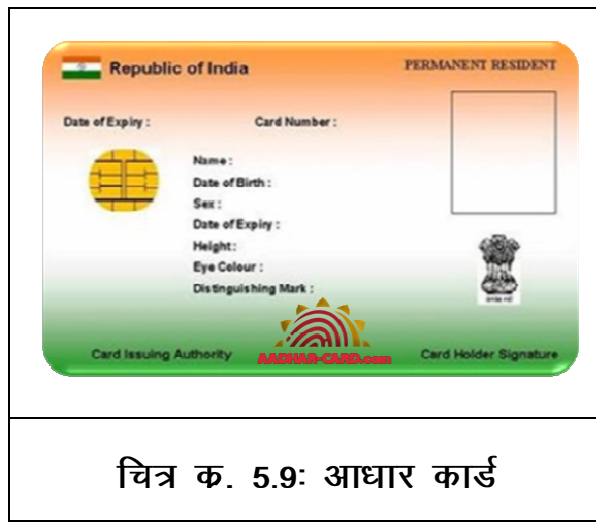 Republic of India PERMANENT RESIDENT
Date of Expiry : Card Number :
Name :
Date of Birth :
Sex :
Date of Expiry :
Height :
Eye Colour :
Distinguishing Mark :
Card Issuing Authority AADHAR-CARD.com Card Holder Signature
चित्र क. 5.9: आधार कार्ड